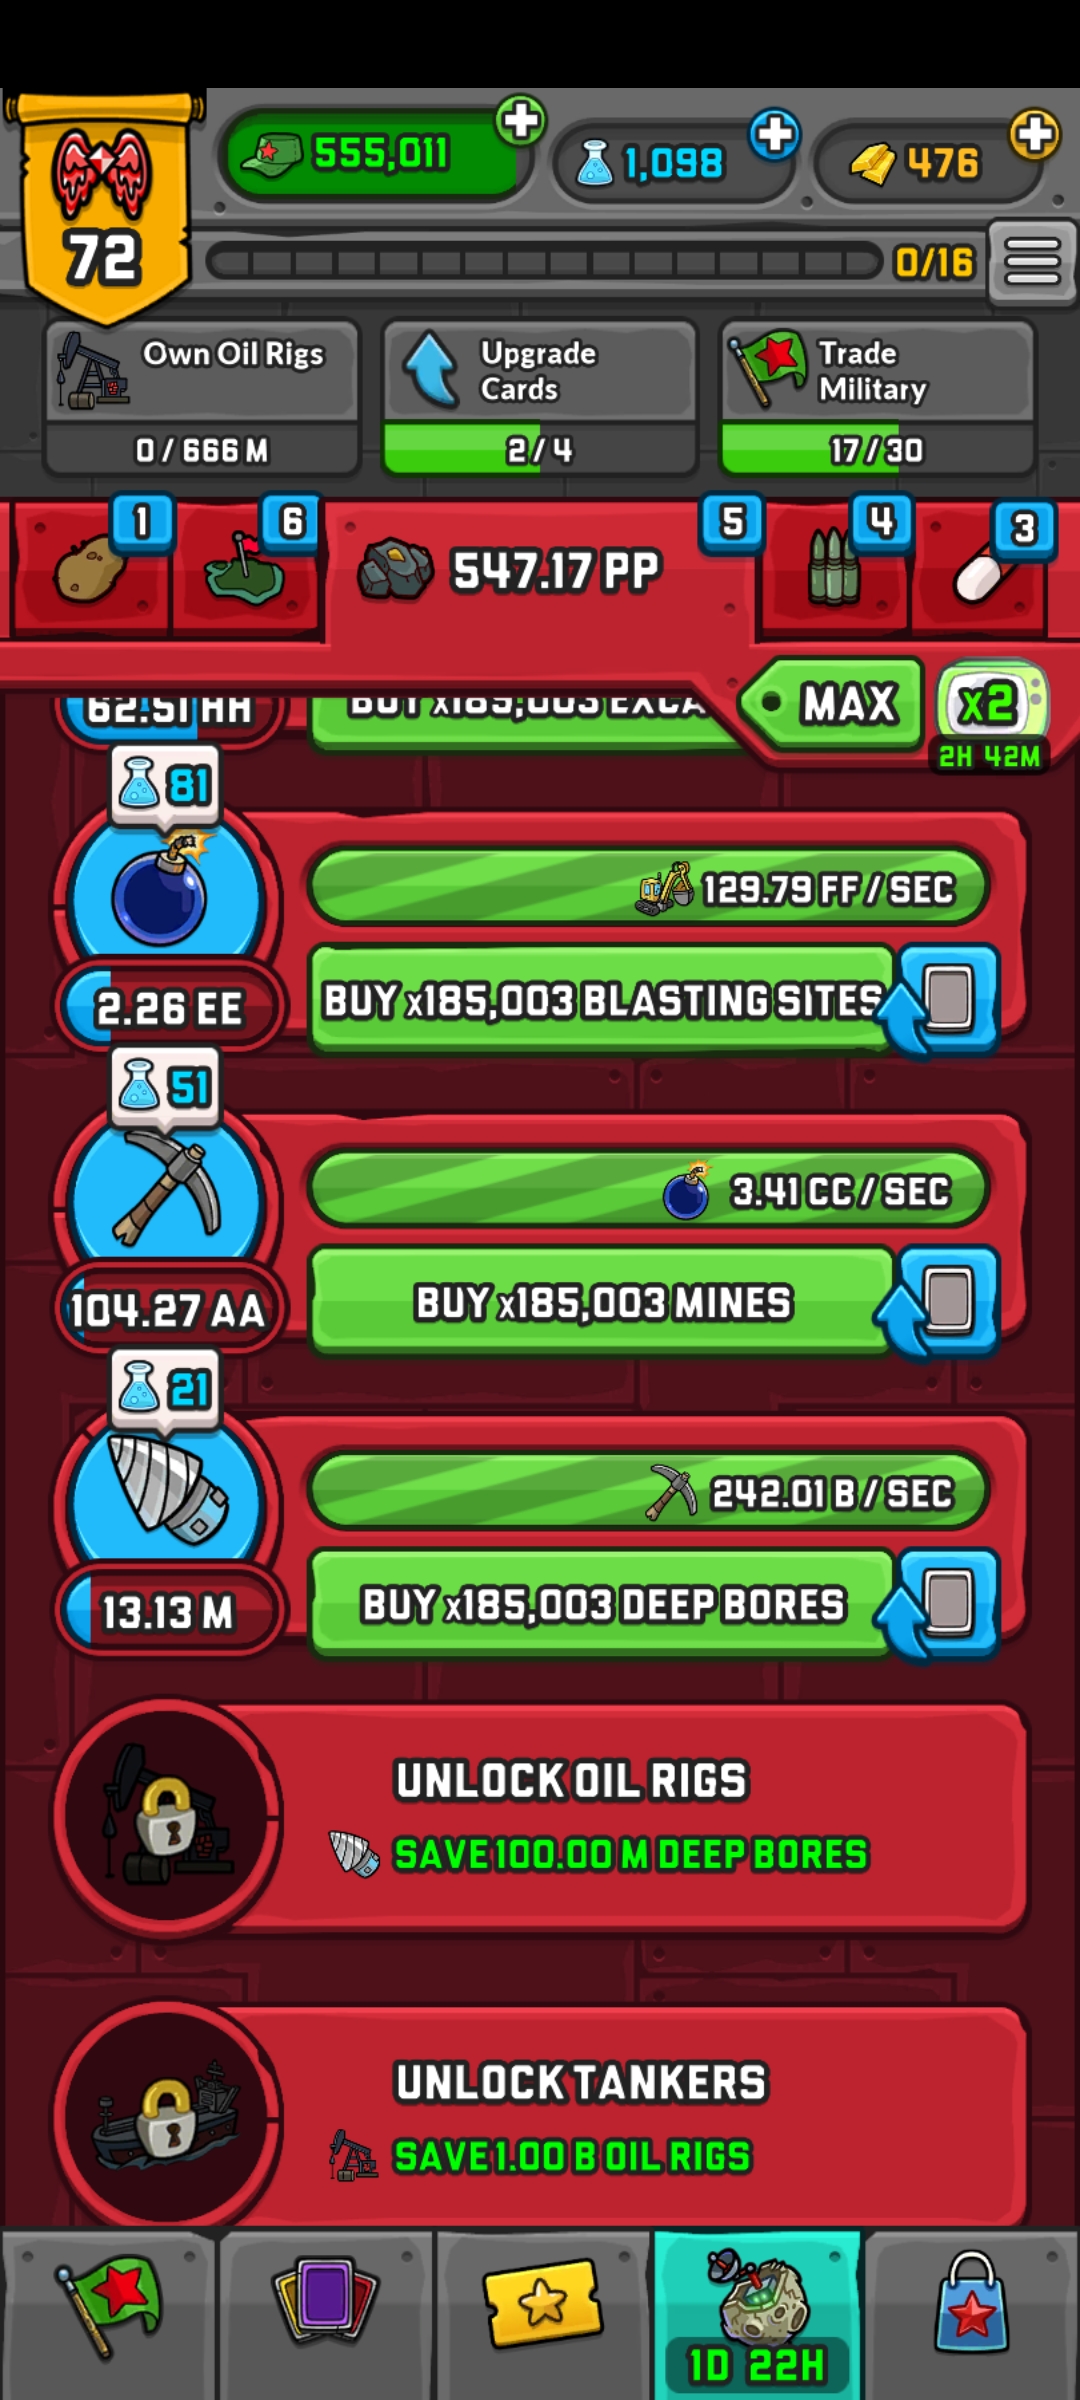 555,011
1,098
476
72
0/16
Own Oil Rigs
0 / 666 M
Upgrade
Cards
2 / 4
Trade
Military
17 / 30
1
6
547.17 PP
5
4
3
MAX
x2
2H 42M
62.51 HH
BUY x185,003 EXCA
81
129.79 FF / SEC
2.26 EE
BUY x185,003 BLASTING SITES
51
3.41 CC / SEC
104.27 AA
BUY x185,003 MINES
21
242.01 B / SEC
13.13 M
BUY x185,003 DEEP BORES
UNLOCK OIL RIGS
SAVE 100.00 M DEEP BORES
UNLOCK TANKERS
SAVE 1.00 B OIL RIGS
1D 22H